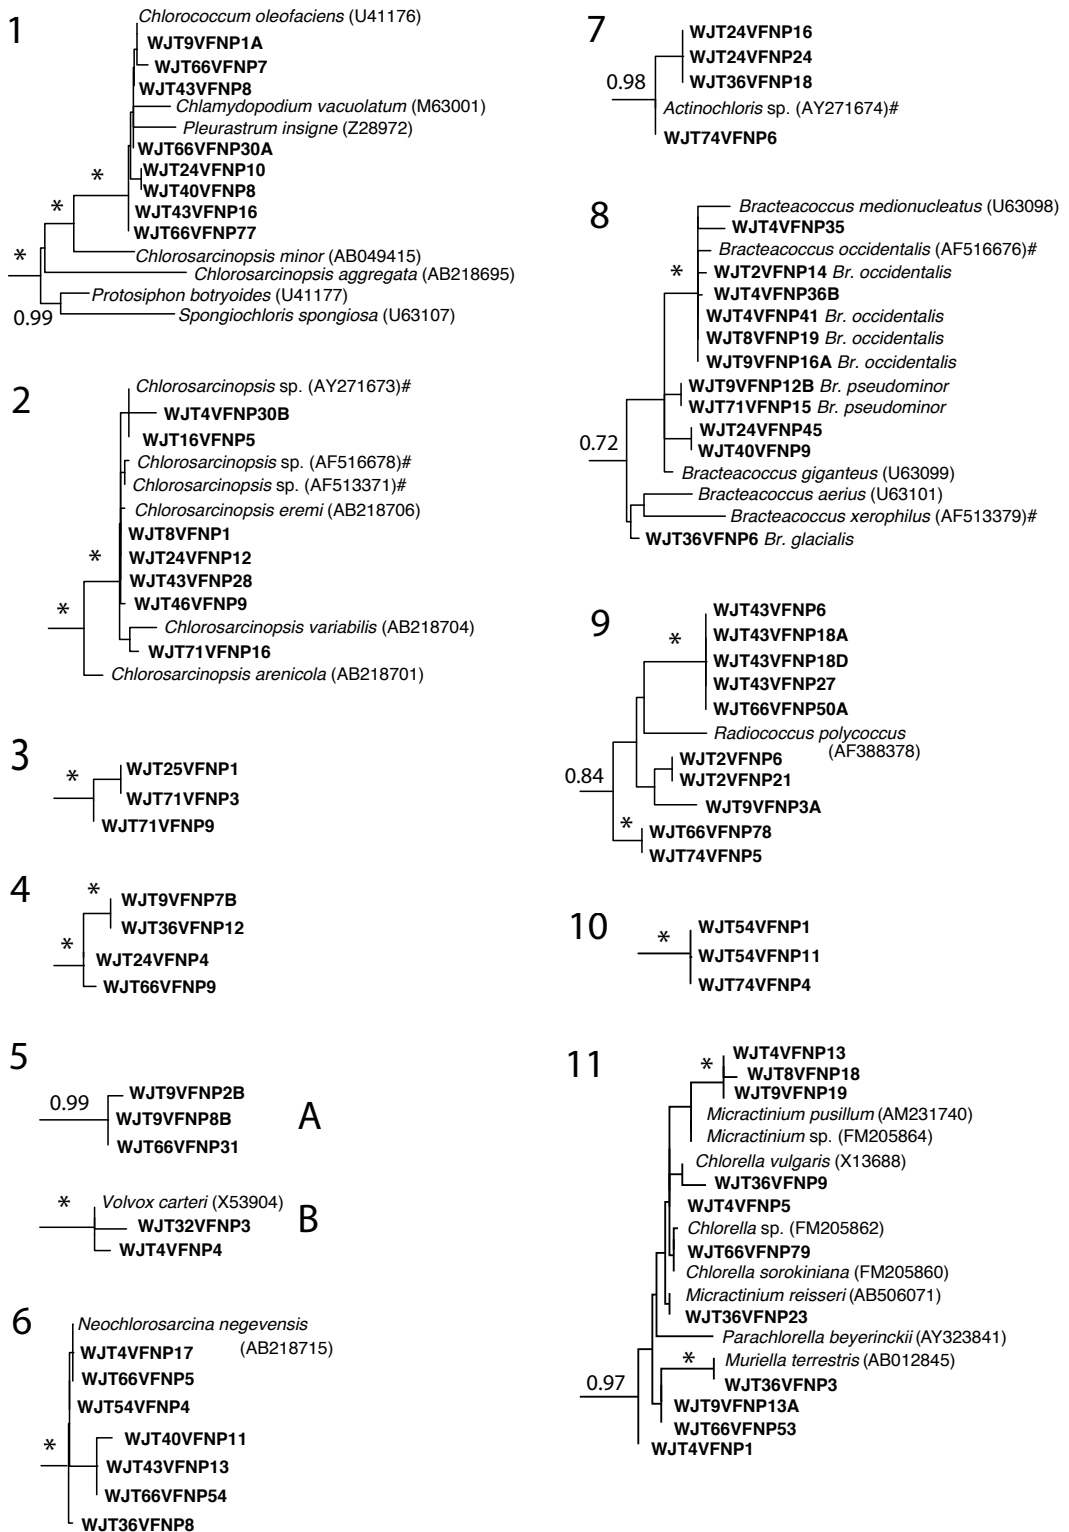 1
Chlorococcum oleofaciens (U41176)
WJT9VFNP1A
WJT66VFNP7
WJT43VFNP8
Chlamydopodium vacuolatum (M63001)
Pleurastrum insigne (Z28972)
WJT66VFNP30A
WJT24VFNP10
WJT40VFNP8
WJT43VFNP16
WJT66VFNP77
Chlorosarcinopsis minor (AB049415)
Chlorosarcinopsis aggregata (AB218695)
Protosiphon botryoides (U41177)
Spongiochloris spongiosa (U63107)
*
*
*
0.99
2
Chlorosarcinopsis sp. (AY271673)#
WJT4VFNP30B
WJT16VFNP5
Chlorosarcinopsis sp. (AF516678)#
Chlorosarcinopsis sp. (AF513371)#
Chlorosarcinopsis eremi (AB218706)
WJT8VFNP1
WJT24VFNP12
WJT43VFNP28
WJT46VFNP9
Chlorosarcinopsis variabilis (AB218704)
WJT71VFNP16
Chlorosarcinopsis arenicola (AB218701)
*
*
3
*
WJT25VFNP1
WJT71VFNP3
WJT71VFNP9
4
*
WJT9VFNP7B
WJT36VFNP12
*
WJT24VFNP4
WJT66VFNP9
5
0.99
WJT9VFNP2B
WJT9VFNP8B
WJT66VFNP31
A
*
Volvox carteri (X53904)
WJT32VFNP3
WJT4VFNP4
B
6
Neochlorosarcina negevensis
(AB218715)
WJT4VFNP17
WJT66VFNP5
WJT54VFNP4
*
WJT40VFNP11
WJT43VFNP13
WJT66VFNP54
WJT36VFNP8
7
0.98
WJT24VFNP16
WJT24VFNP24
WJT36VFNP18
Actinochloris sp. (AY271674)#
WJT74VFNP6
8
Bracteacoccus medionucleatus (U63098)
WJT4VFNP35
Bracteacoccus occidentalis (AF516676)#
*
WJT2VFNP14 Br. occidentalis
WJT4VFNP36B
WJT4VFNP41 Br. occidentalis
WJT8VFNP19 Br. occidentalis
WJT9VFNP16A Br. occidentalis
WJT9VFNP12B Br. pseudominor
WJT71VFNP15 Br. pseudominor
WJT24VFNP45
WJT40VFNP9
0.72
Bracteacoccus giganteus (U63099)
Bracteacoccus aerius (U63101)
Bracteacoccus xerophilus (AF513379)#
WJT36VFNP6 Br. glacialis
9
WJT43VFNP6
WJT43VFNP18A
*
WJT43VFNP18D
WJT43VFNP27
WJT66VFNP50A
Radiococcus polycoccus
(AF388378)
WJT2VFNP6
WJT2VFNP21
0.84
WJT9VFNP3A
*
WJT66VFNP78
WJT74VFNP5
10
*
WJT54VFNP1
WJT54VFNP11
WJT74VFNP4
11
*
WJT4VFNP13
WJT8VFNP18
WJT9VFNP19
Micractinium pusillum (AM231740)
Micractinium sp. (FM205864)
Chlorella vulgaris (X13688)
WJT36VFNP9
WJT4VFNP5
Chlorella sp. (FM205862)
WJT66VFNP79
Chlorella sorokiniana (FM205860)
Micractinium reisseri (AB506071)
WJT36VFNP23
Parachlorella beyerinckii (AY323841)
*
Muriella terrestris (AB012845)
WJT36VFNP3
0.97
WJT9VFNP13A
WJT66VFNP53
WJT4VFNP1